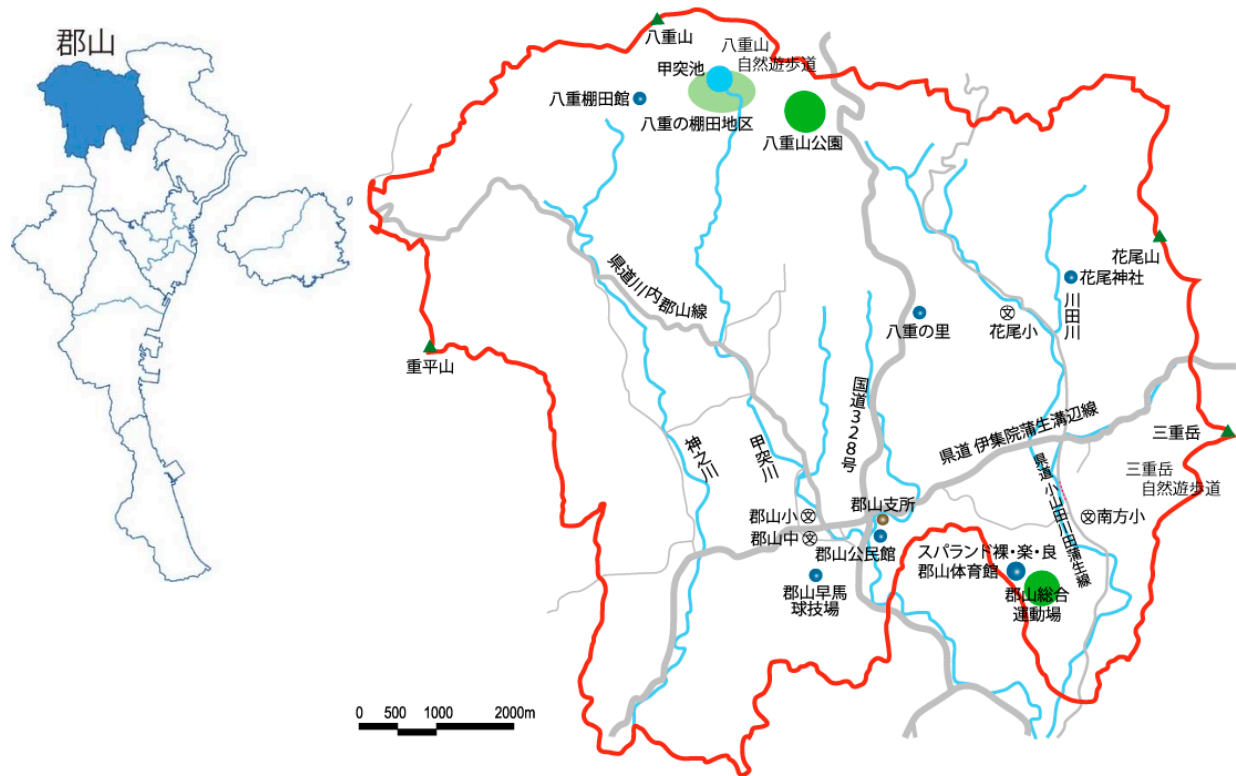 郡山
八重山
八重山
自然遊歩道
甲突池
八重棚田館
八重の棚田地区
八重山公園
花尾山
花尾神社
川田川
県道川内郡山線
八重の里
花尾小
文
重平山
国道328号
県道 伊集院蒲生溝辺線
三重岳
神之川
甲突川
県道 小山田川田蒲生線
三重岳
自然遊歩道
郡山支所
郡山小文
文南方小
郡山中文
郡山公民館
スパランド裸・楽・良
郡山体育館
郡山早馬
球技場
郡山総合
運動場
0 500 1000 2000m